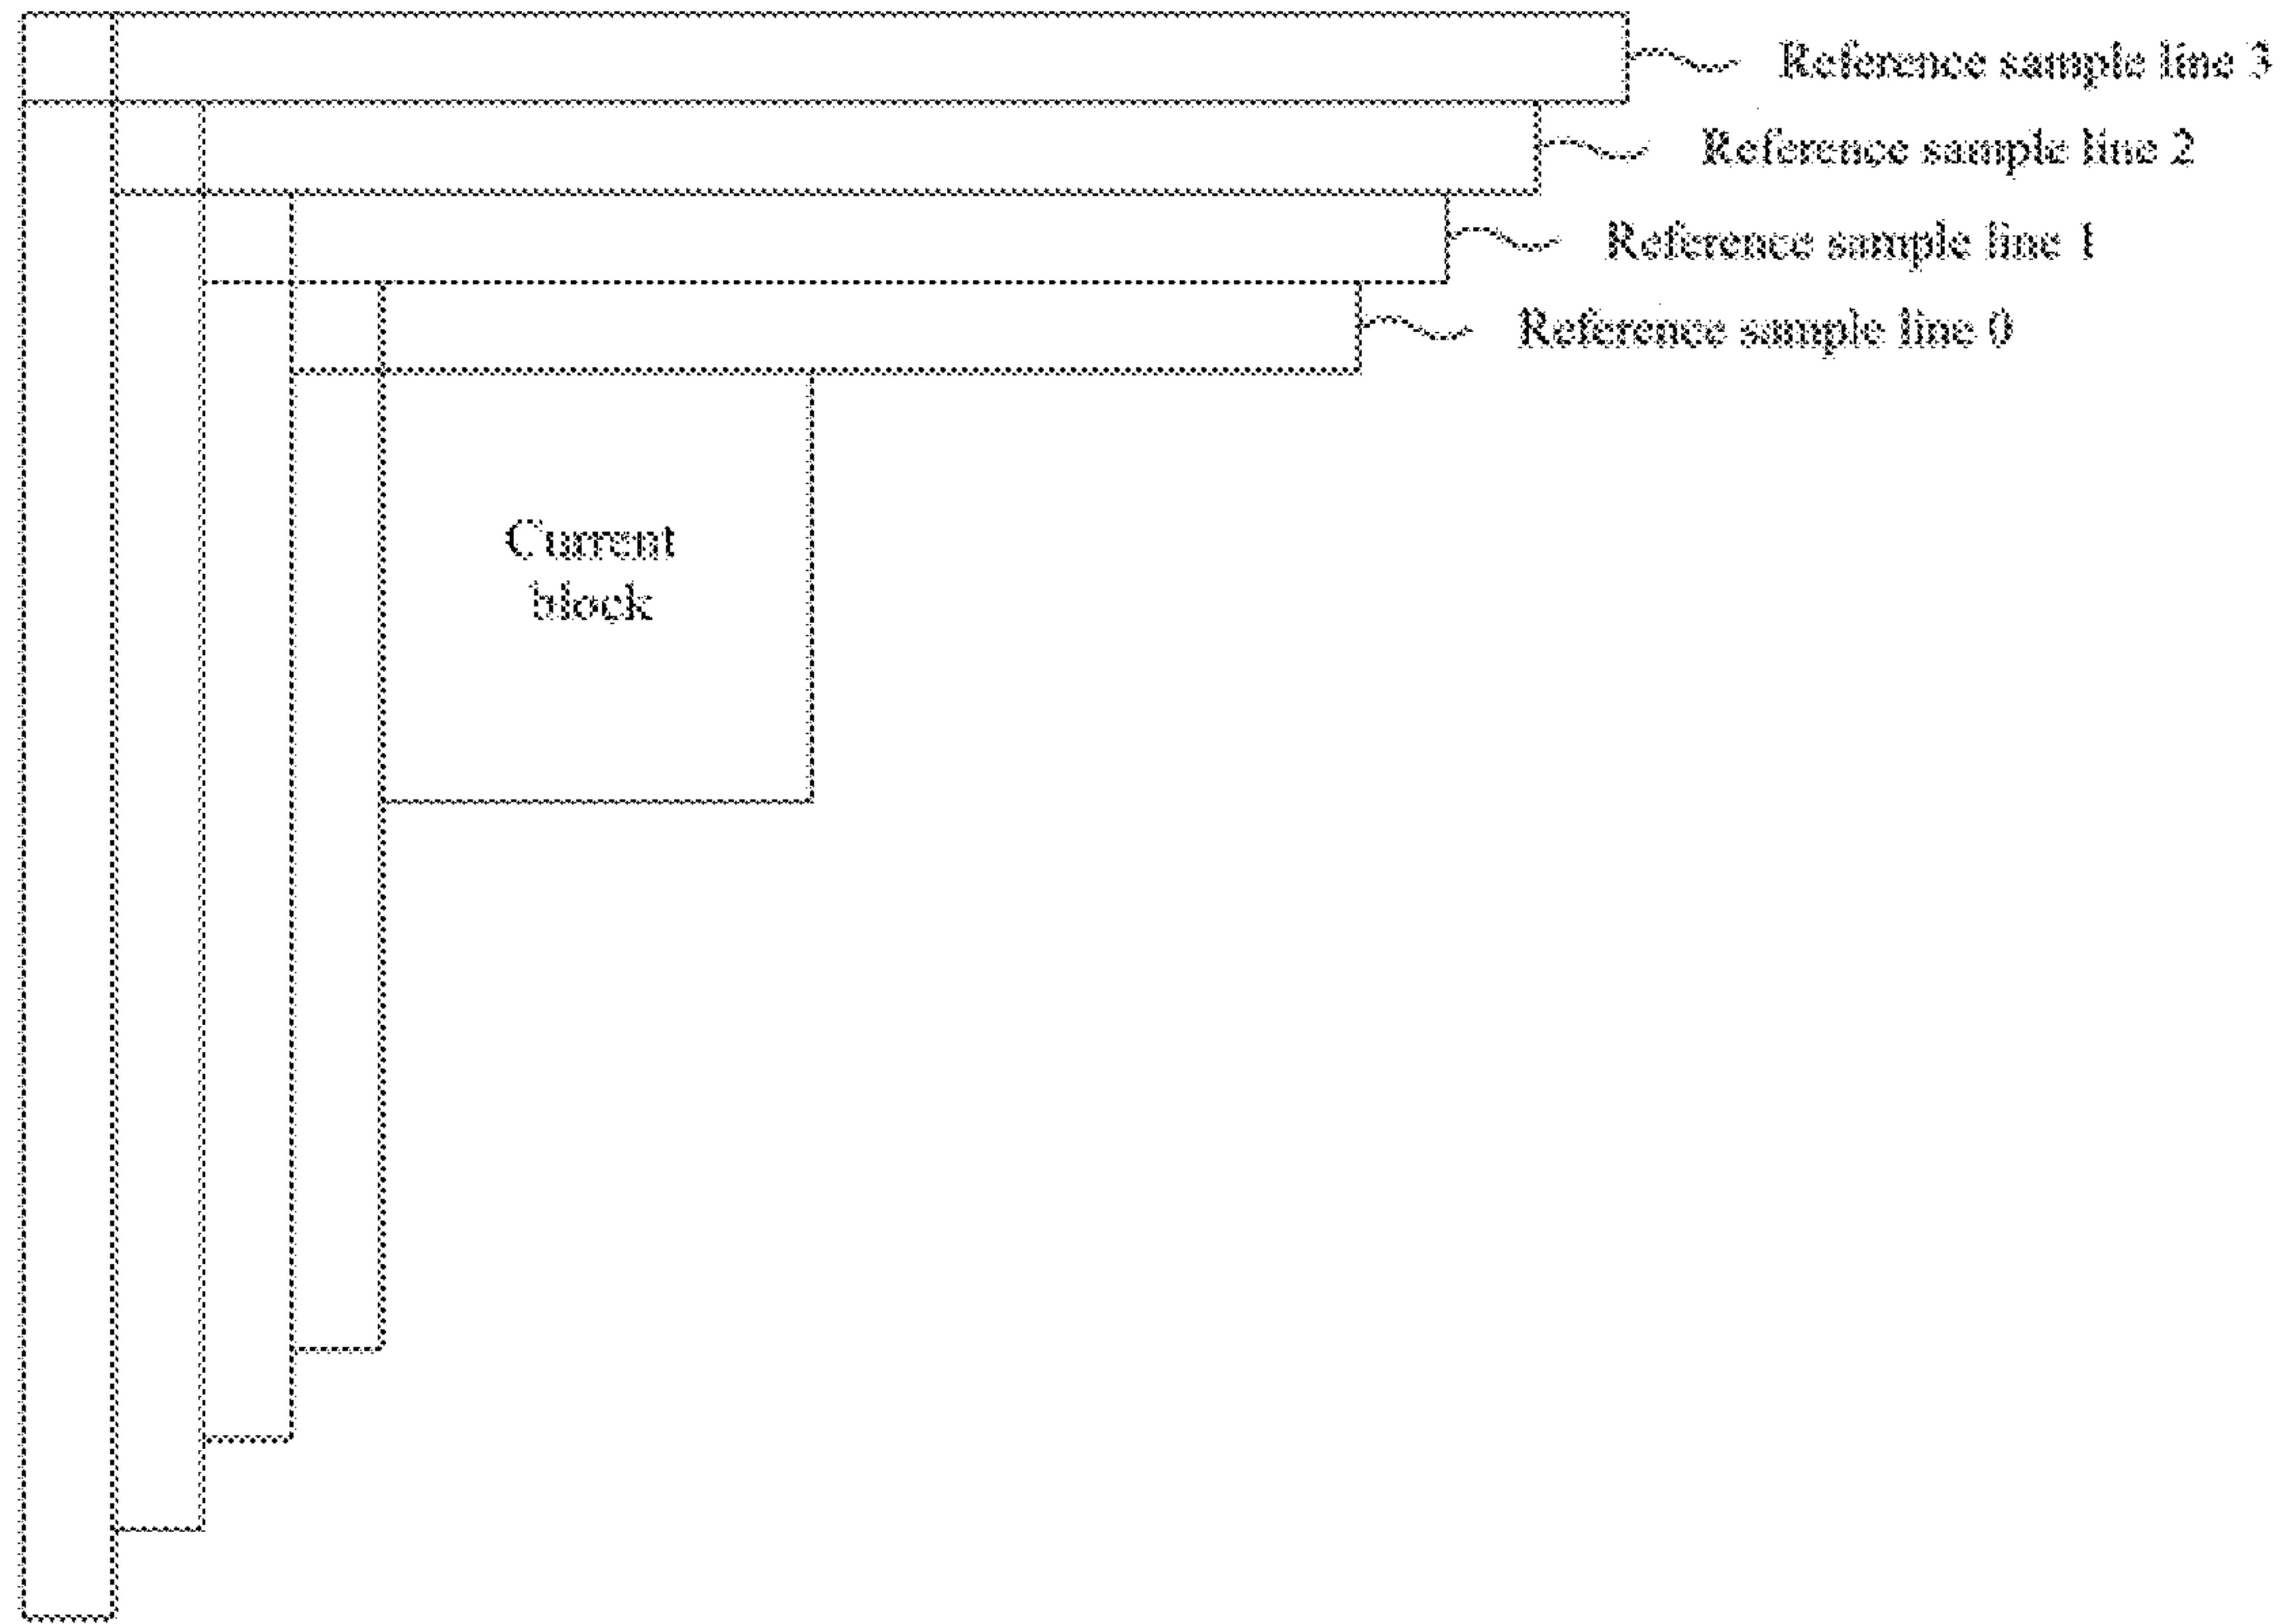 Reference sample line 3
Reference sample line 2
Reference sample line 1
Reference sample line 0
Current
block